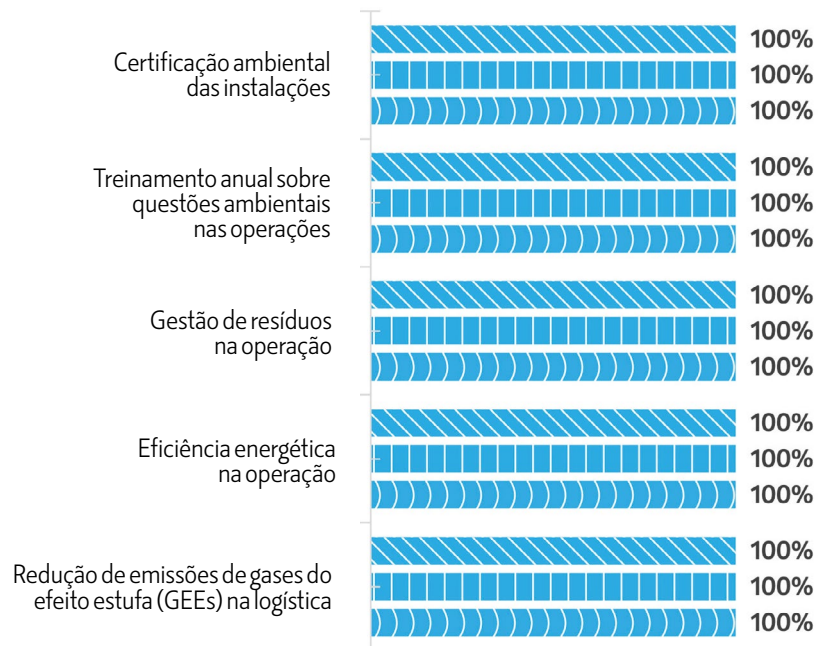 Certificação ambiental
das instalações
100%
100%
100%
Treinamento anual sobre
questões ambientais
nas operações
100%
100%
100%
Gestão de resíduos
na operação
100%
100%
100%
Eficiência energética
na operação
100%
100%
100%
Redução de emissões de gases do
efeito estufa (GEEs) na logística
100%
100%
100%